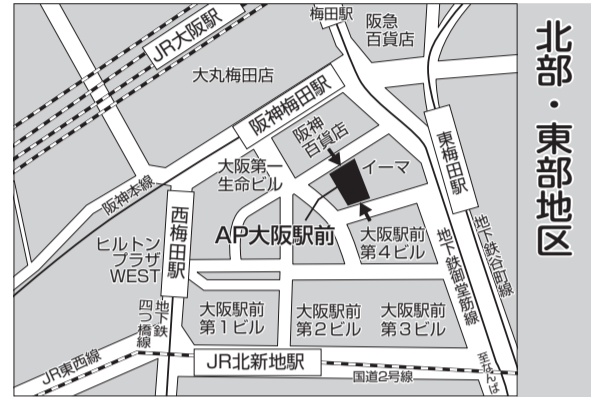 梅田駅
阪急
百貨店
JR大阪駅
大丸梅田店
阪神梅田駅
阪神
百貨店
東梅田駅
イーマ
大阪第一
生命ビル
阪神本線
西梅田駅
AP大阪駅前
大阪駅前
第4ビル
ヒルトン
プラザ
WEST
地下鉄谷町線
地下鉄御堂筋線
地下鉄
四つ橋線
大阪駅前
第1ビル
大阪駅前
第2ビル
大阪駅前
第3ビル
JR東西線
JR北新地駅
国道2号線
至なんば
北部・東部地区